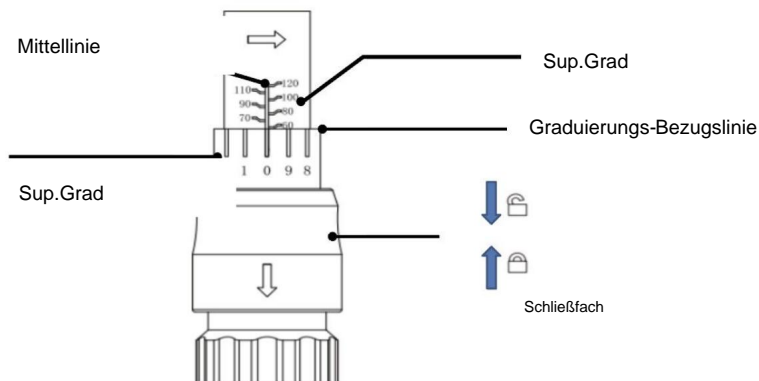 Mittellinie
Sup.Grad
120
110
100
90
80
70
60
Graduierungs-Bezugslinie
1 0 9 8
Sup.Grad
Schließfach